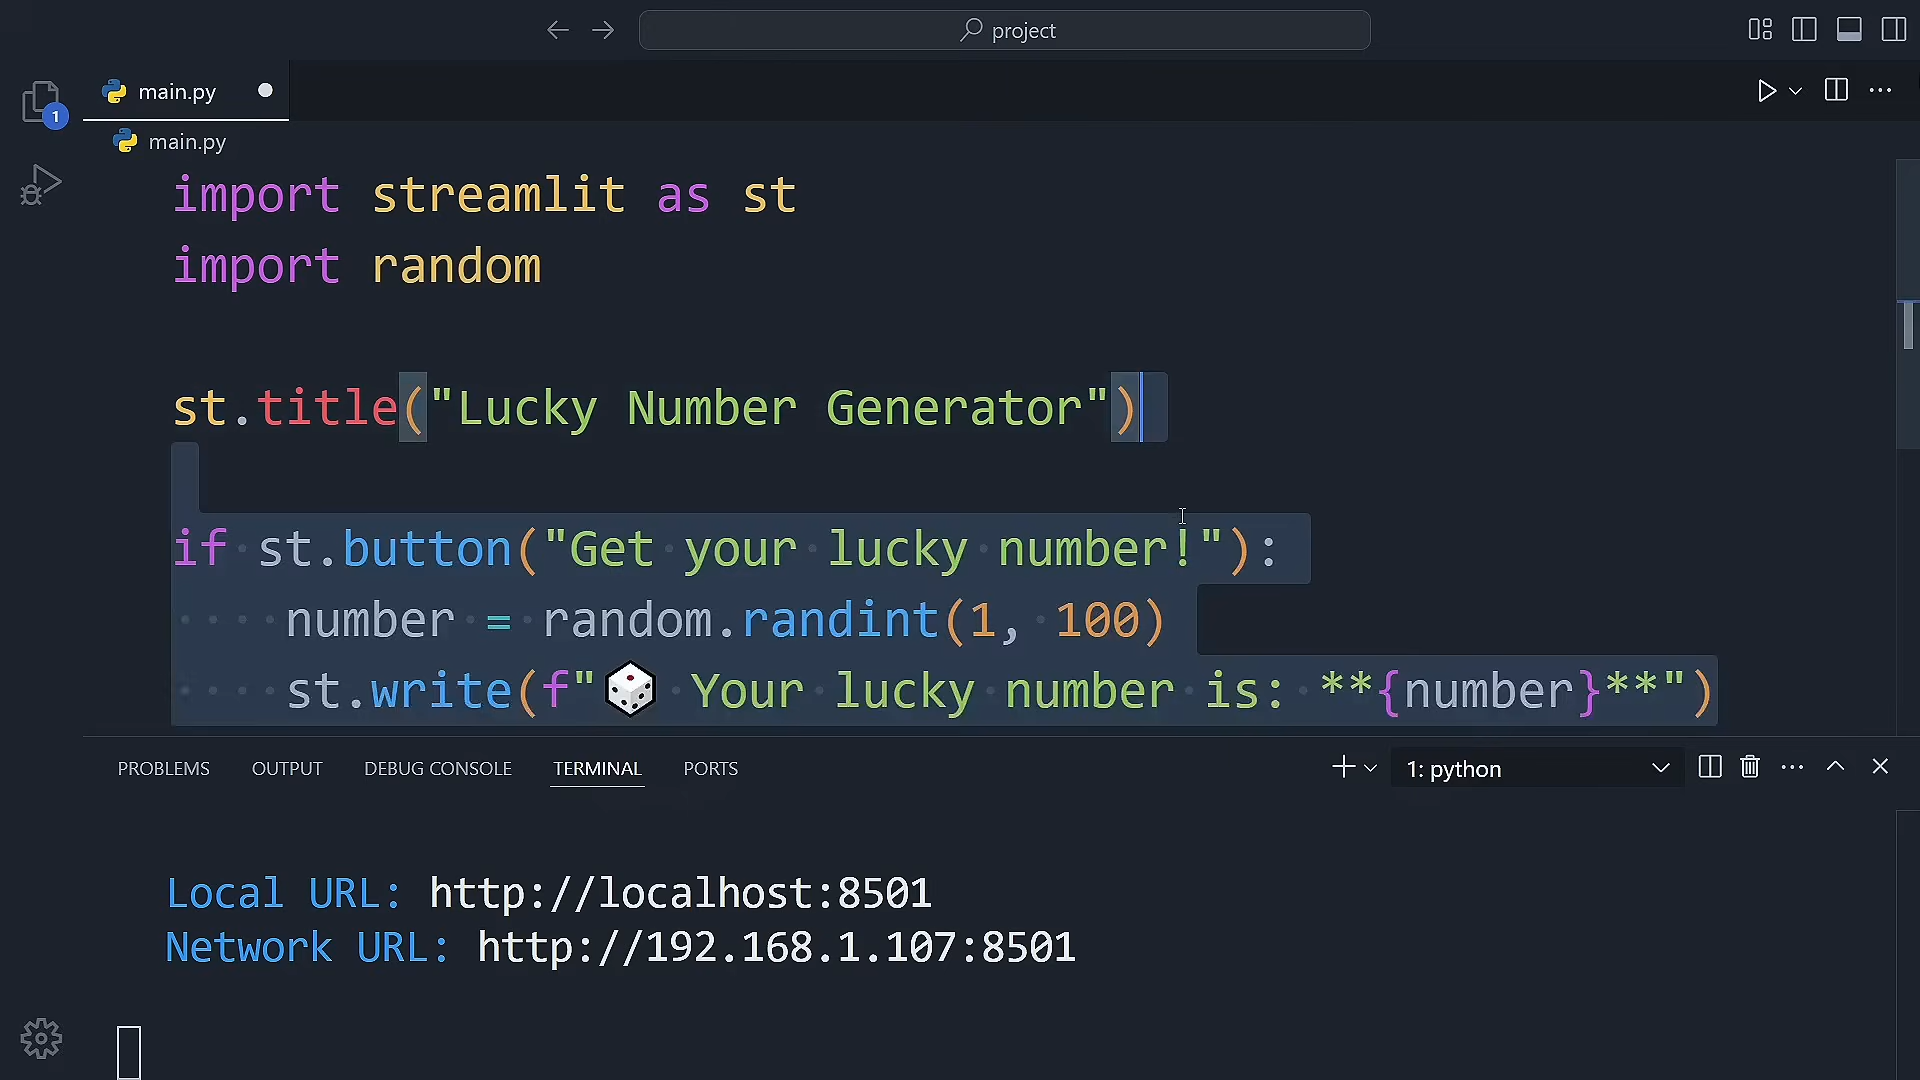 project
main.py
1
main.py
import streamlit as st
import random
st.title("Lucky Number Generator")
if st.button("Get your lucky number!"):
number = random.randint(1, 100)
st.write(f"🎲 Your lucky number is: **{number}**")
PROBLEMS OUTPUT DEBUG CONSOLE TERMINAL PORTS 1: python
Local URL: http://localhost:8501
Network URL: http://192.168.1.107:8501